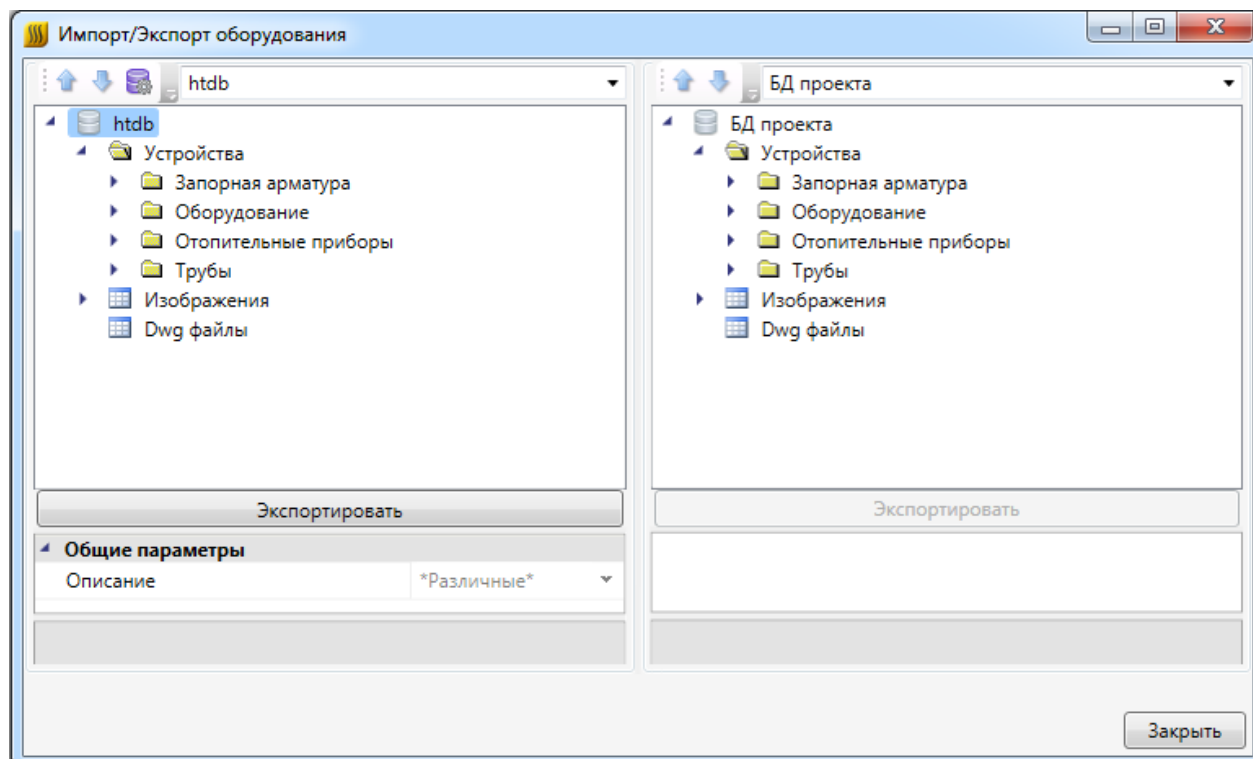 Импорт/Экспорт оборудования
htdb
htdb
Устройства
Запорная арматура
Оборудование
Отопительные приборы
Трубы
Изображения
Dwg файлы
Экспортировать
Общие параметры
Описание *Различные*
БД проекта
БД проекта
Устройства
Запорная арматура
Оборудование
Отопительные приборы
Трубы
Изображения
Dwg файлы
Экспортировать
Закрыть